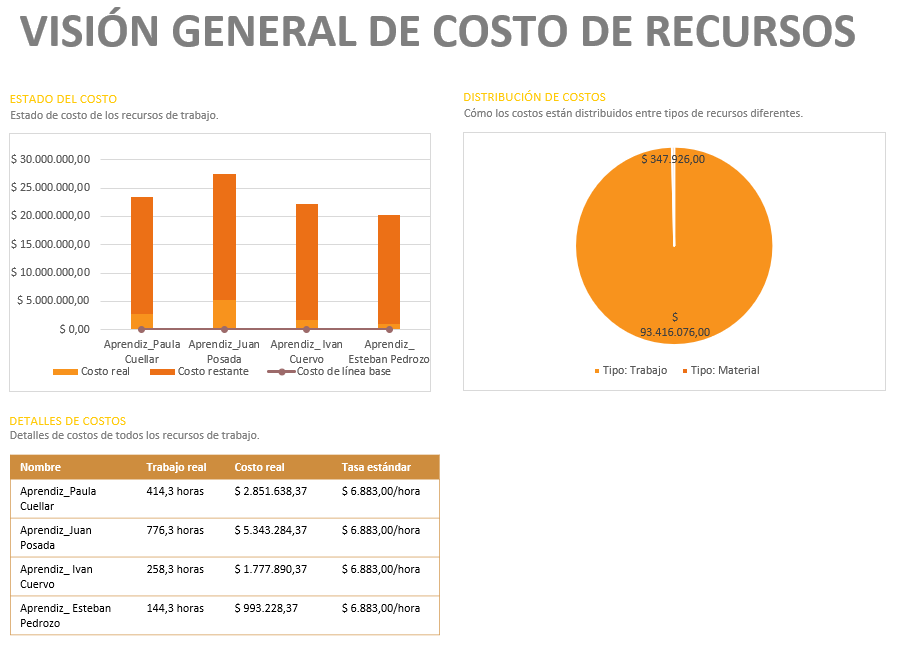 VISIÓN GENERAL DE COSTO DE RECURSOS
ESTADO DEL COSTO
Estado de costo de los recursos de trabajo.
$ 30.000.000,00
$ 25.000.000,00
$ 20.000.000,00
$ 15.000.000,00
$ 10.000.000,00
$ 5.000.000,00
$ 0,00
Aprendiz_Paula Cuellar
Aprendiz_Juan Posada
Aprendiz_ Ivan Cuervo
Aprendiz_ Esteban Pedrozo
Costo real
Costo restante
Costo de línea base
DISTRIBUCIÓN DE COSTOS
Cómo los costos están distribuidos entre tipos de recursos diferentes.
$ 347.926,00
$
93.416.076,00
Tipo: Trabajo
Tipo: Material
DETALLES DE COSTOS
Detalles de costos de todos los recursos de trabajo.
Nombre Trabajo real Costo real Tasa estándar
Aprendiz_Paula 414,3 horas $ 2.851.638,37 $ 6.883,00/hora
Cuellar
Aprendiz_Juan 776,3 horas $ 5.343.284,37 $ 6.883,00/hora
Posada
Aprendiz_ Ivan 258,3 horas $ 1.777.890,37 $ 6.883,00/hora
Cuervo
Aprendiz_ Esteban 144,3 horas $ 993.228,37 $ 6.883,00/hora
Pedrozo